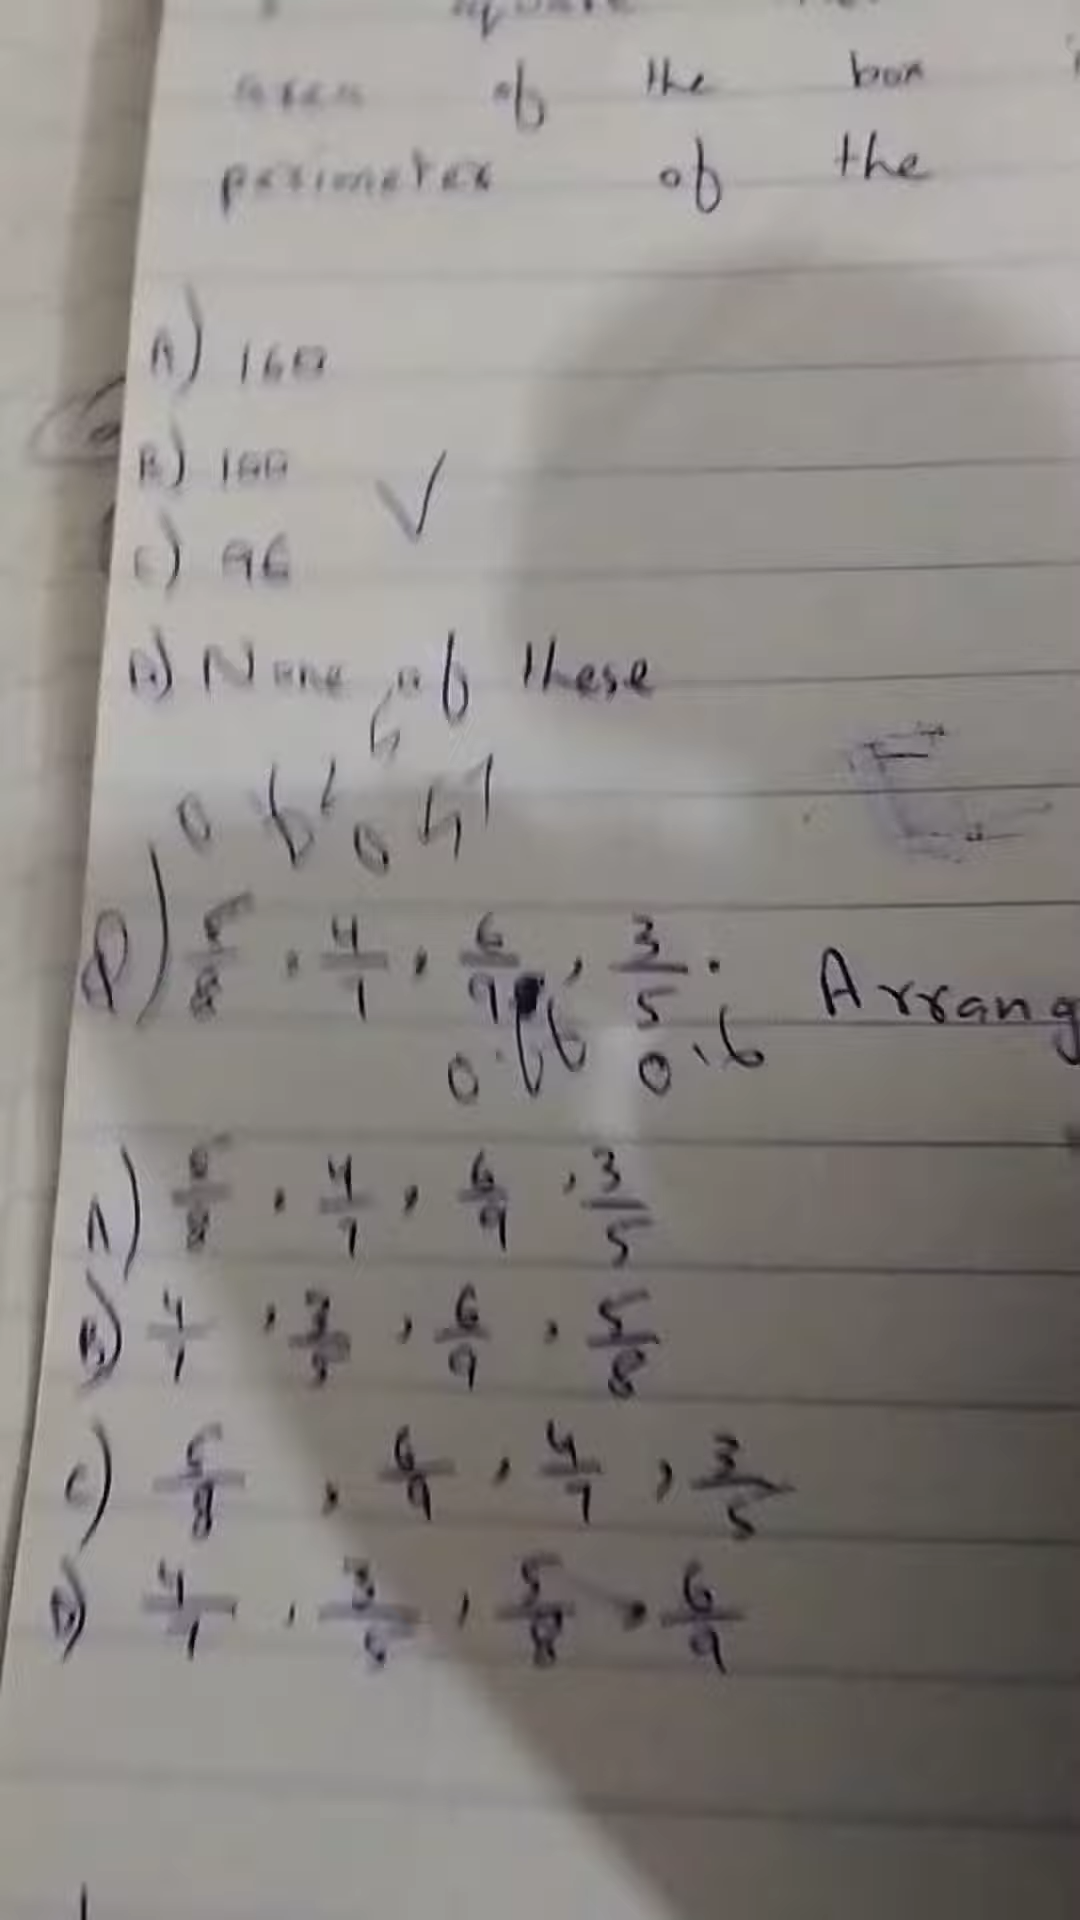 square
area of the box
perimeter of the
A) 160
B) 100
C) 96
D) None of these
Q) 5/8, 4/7, 6/9, 3/5. Arrang
0.66 0.6
A) 5/8, 4/7, 6/9, 3/5
B) 4/7, 3/5, 6/9, 5/8
C) 5/8, 6/9, 4/7, 3/5
D) 4/7, 3/5, 5/8, 6/9